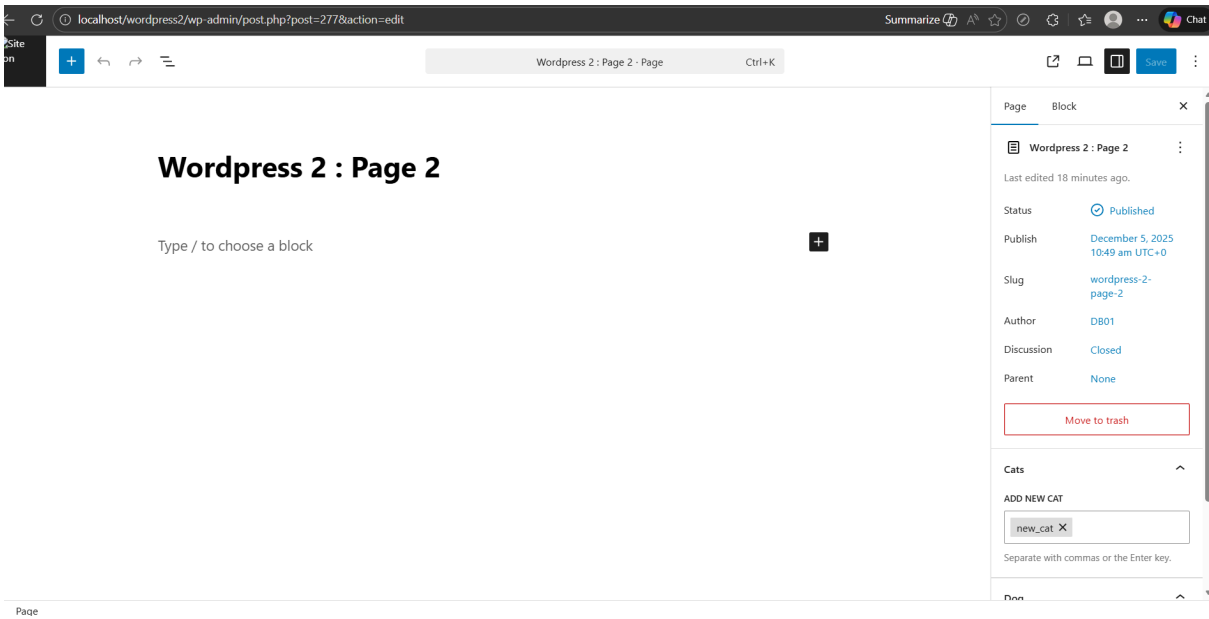 localhost/wordpress2/wp-admin/post.php?post=277&action=edit
Summarize
Chat
Site
on
Wordpress 2 : Page 2 · Page
Ctrl+K
Save
Page
Block
Wordpress 2 : Page 2
Wordpress 2 : Page 2
Last edited 18 minutes ago.
Type / to choose a block
Status
Published
Publish
December 5, 2025
10:49 am UTC+0
Slug
wordpress-2-
page-2
Author
DB01
Discussion
Closed
Parent
None
Move to trash
Cats
ADD NEW CAT
new_cat
Separate with commas or the Enter key.
Dog
Page